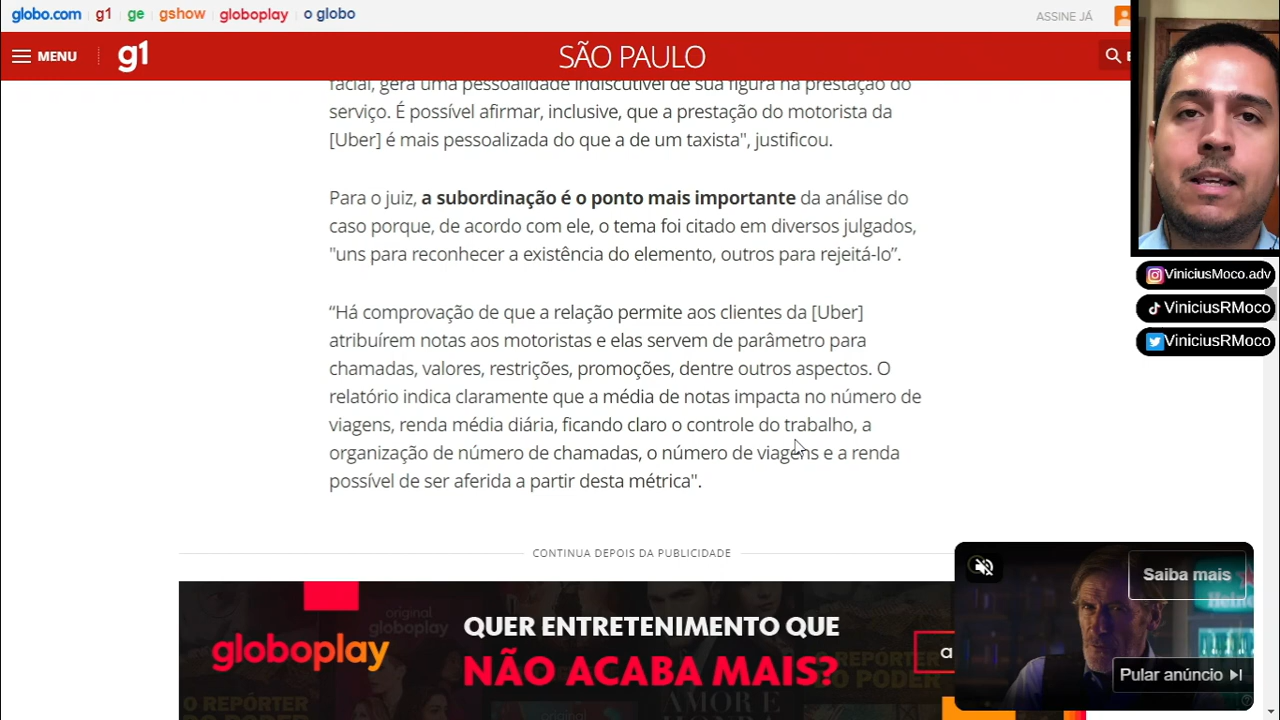 globo.com g1 ge gshow globoplay o globo
ASSINE JÁ
MENU
g1
SÃO PAULO
facial, gera uma pessoalidade indiscutível de sua figura na prestação do
serviço. É possível afirmar, inclusive, que a prestação do motorista da
[Uber] é mais pessoalizada do que a de um taxista", justificou.
Para o juiz, a subordinação é o ponto mais importante da análise do
caso porque, de acordo com ele, o tema foi citado em diversos julgados,
"uns para reconhecer a existência do elemento, outros para rejeitá-lo”.
“Há comprovação de que a relação permite aos clientes da [Uber]
atribuírem notas aos motoristas e elas servem de parâmetro para
chamadas, valores, restrições, promoções, dentre outros aspectos. O
relatório indica claramente que a média de notas impacta no número de
viagens, renda média diária, ficando claro o controle do trabalho, a
organização de número de chamadas, o número de viagens e a renda
possível de ser aferida a partir desta métrica".
ViniciusMoco.adv
ViniciusRMoco
ViniciusRMoco
CONTINUA DEPOIS DA PUBLICIDADE
original
globoplay
globoplay
QUER ENTRETENIMENTO QUE
NÃO ACABA MAIS?
O REPÓRTER
DO PODER
AMOR E
a
Saiba mais
Pular anúncio